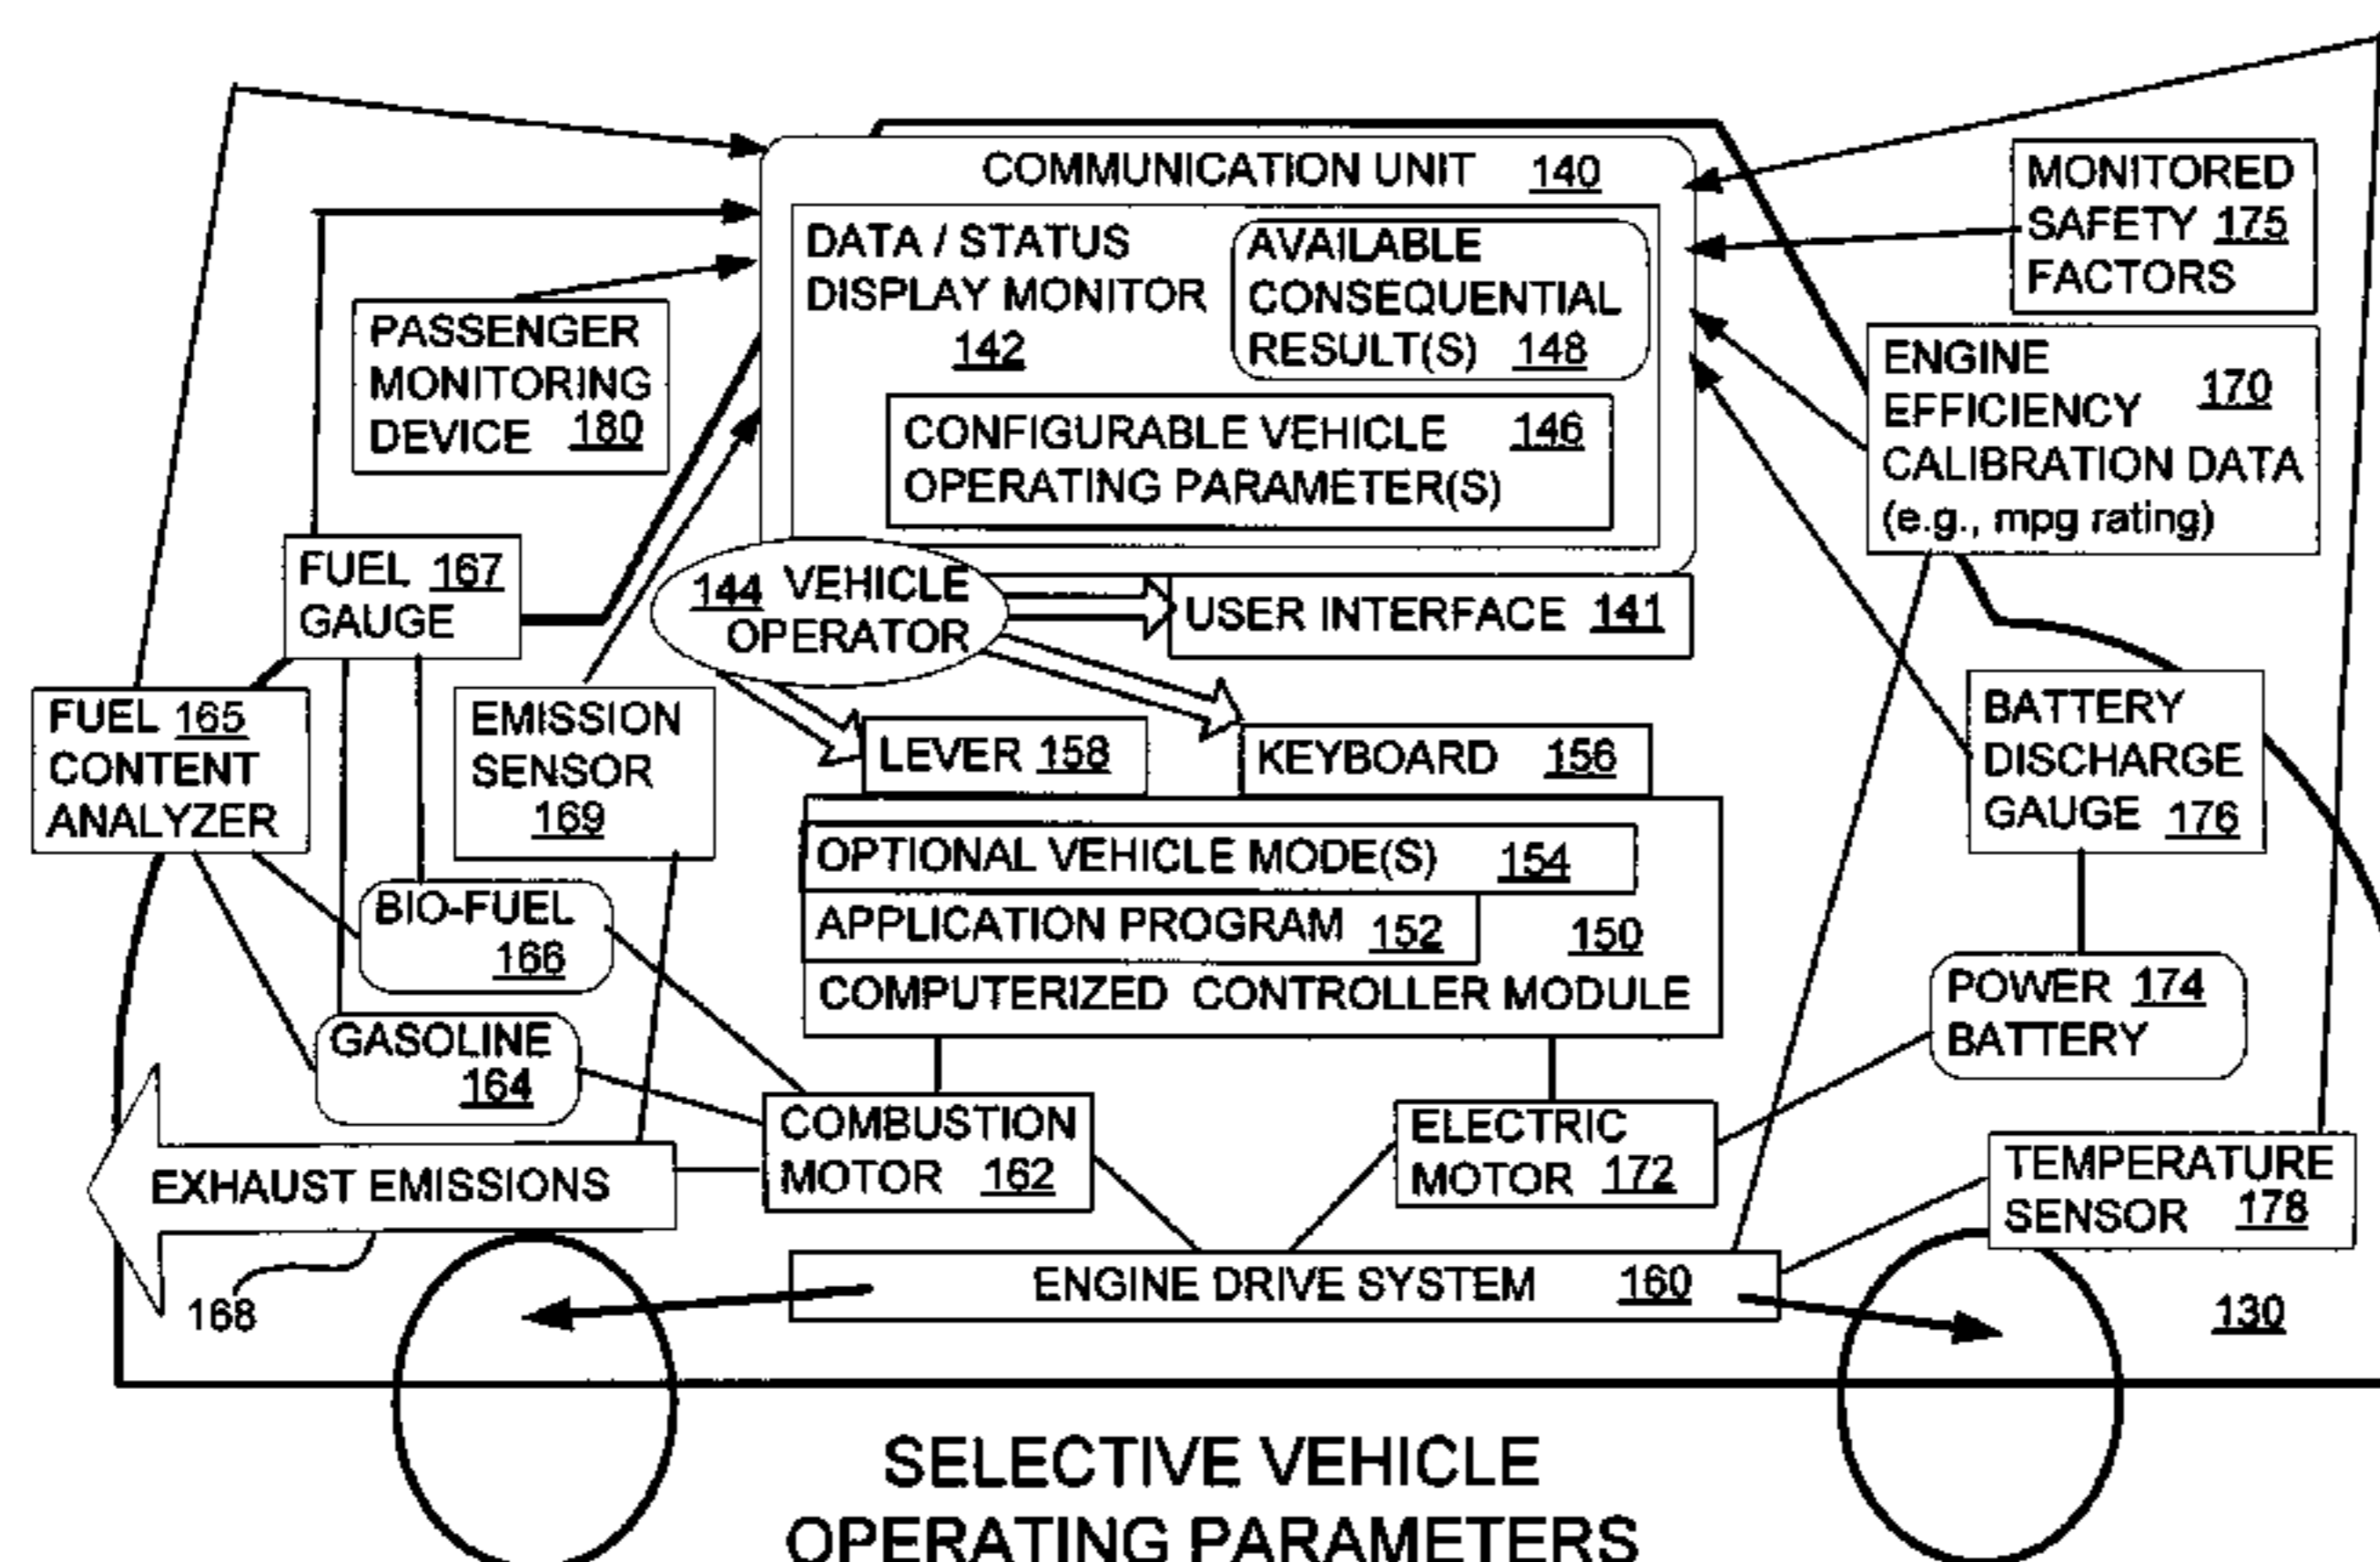 COMMUNICATION UNIT 140
DATA / STATUS
DISPLAY MONITOR
142
AVAILABLE
CONSEQUENTIAL
RESULT(S) 148
CONFIGURABLE VEHICLE 146
OPERATING PARAMETER(S)
MONITORED
SAFETY 175
FACTORS
PASSENGER
MONITORING
DEVICE 180
ENGINE
EFFICIENCY 170
CALIBRATION DATA
(e.g., mpg rating)
FUEL 167
GAUGE
144 VEHICLE
OPERATOR
USER INTERFACE 141
FUEL 165
CONTENT
ANALYZER
EMISSION
SENSOR
169
LEVER 158
KEYBOARD 156
BATTERY
DISCHARGE
GAUGE 176
OPTIONAL VEHICLE MODE(S) 154
APPLICATION PROGRAM 152
150
COMPUTERIZED CONTROLLER MODULE
BIO-FUEL
166
GASOLINE
164
POWER 174
BATTERY
COMBUSTION
MOTOR 162
ELECTRIC
MOTOR 172
TEMPERATURE
SENSOR 178
EXHAUST EMISSIONS
168
ENGINE DRIVE SYSTEM 160
130
SELECTIVE VEHICLE
OPERATING PARAMETERS